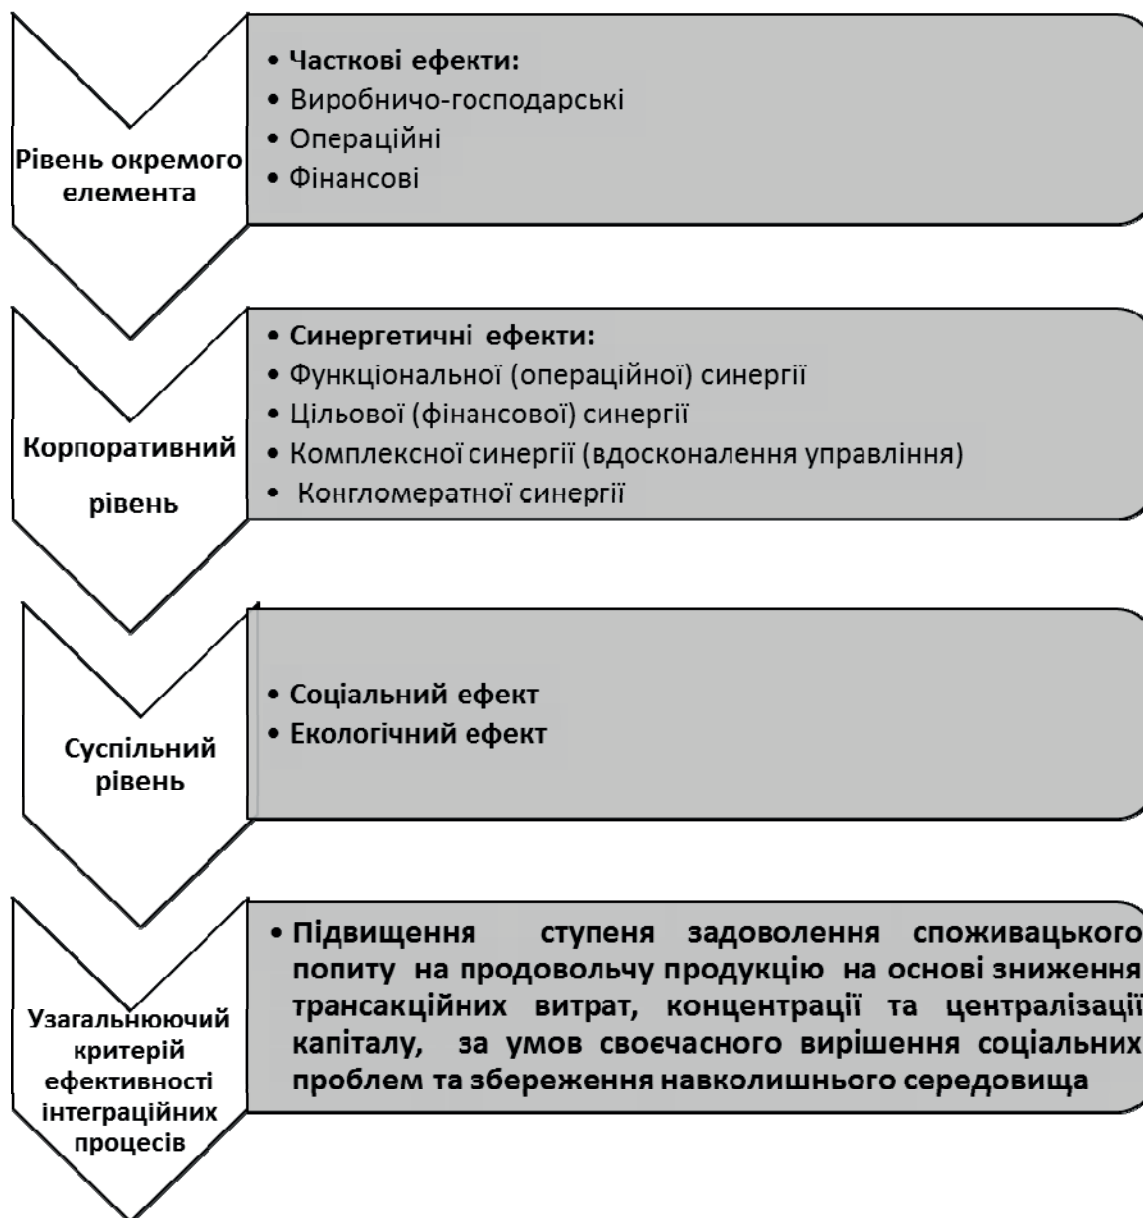 Рівень окремого
елемента
• Часткові ефекти:
• Виробничо-господарські
• Операційні
• Фінансові
Корпоративний
рівень
• Синергетичні ефекти:
• Функціональної (операційної) синергії
• Цільової (фінансової) синергії
• Комплексної синергії (вдосконалення управління)
• Конгломератної синергії
Суспільний
рівень
• Соціальний ефект
• Екологічний ефект
Узагальнюючий
критерій
ефективності
інтеграційних
процесів
• Підвищення ступеня задоволення споживацького
попиту на продовольчу продукцію на основі зниження
трансакційних витрат, концентрації та централізації
капіталу, за умов своєчасного вирішення соціальних
проблем та збереження навколишнього середовища